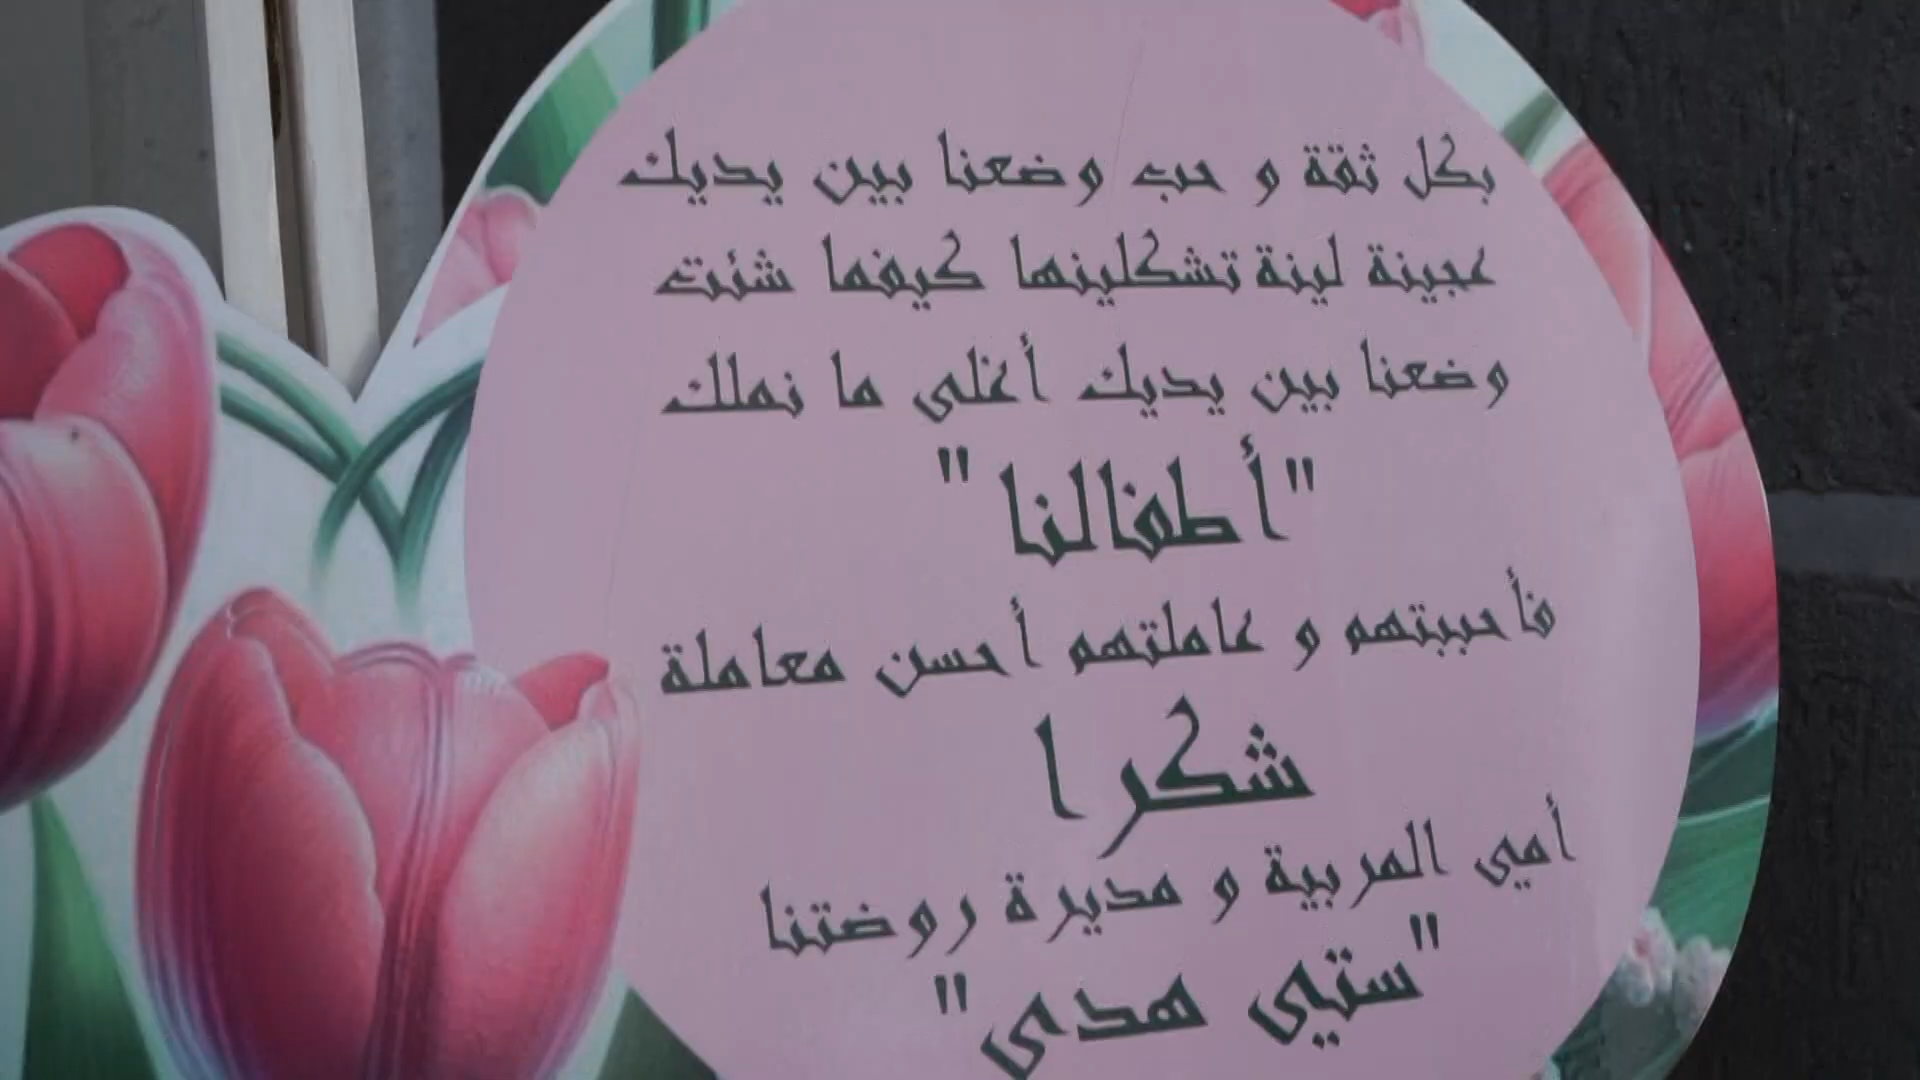 بكل ثقة و حب وضعنا بين يديك
عجينة لينة تشكلينها كيفما شئت
وضعنا بين يديك أغلى ما نملك
"أطفالنا"
فأحببتهم و عاملتهم أحسن معاملة
شكرا
أمي المربية و مديرة روضتنا
"ستي هدى"